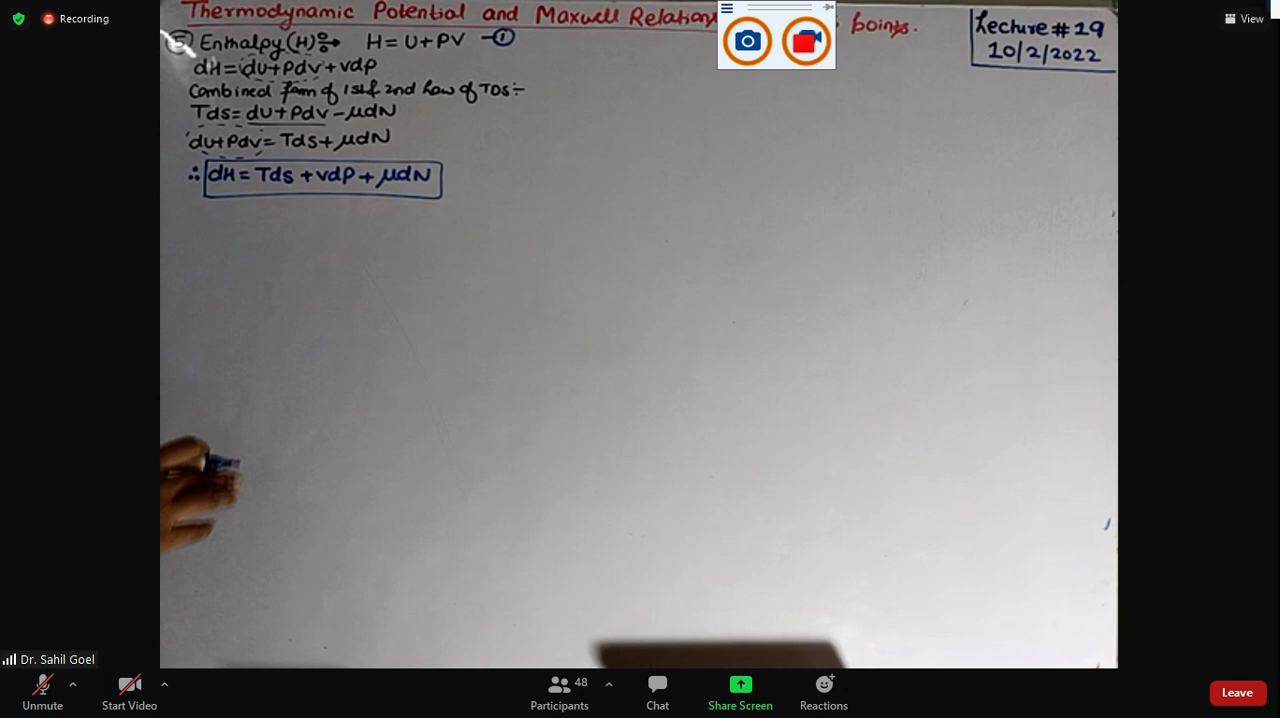 Recording
View
Thermodynamic Potential and Maxwell Relation
boings.
Lecture # 19
10/2/2022
⑤ Enthalpy(H):→ H=U+PV —①
dH=dU+Pdv+vdp
Combined form of 1st & 2nd Law of TDS:-
Tds=dU+Pdv-μdN
dU+Pdv=Tds+μdN
∴ dH=Tds+vdP+μdN
Dr. Sahil Goel
Unmute
Start Video
48
Participants
Chat
Share Screen
Reactions
Leave